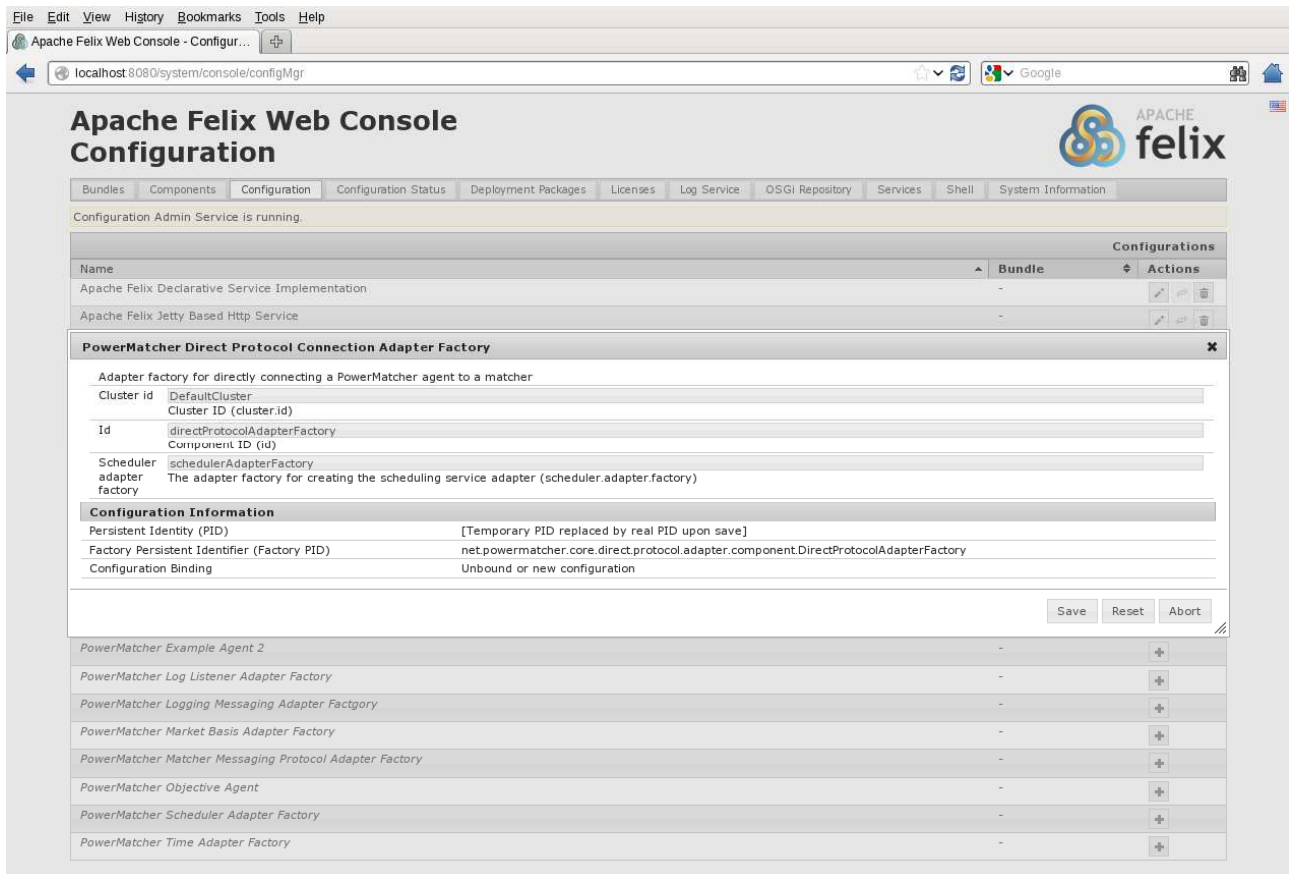 File Edit View History Bookmarks Tools Help
Apache Felix Web Console - Configur...
localhost:8080/system/console/configMgr
Google
Apache Felix Web Console
Configuration
APACHE
felix
Bundles Components Configuration Configuration Status Deployment Packages Licenses Log Service OSGi Repository Services Shell System Information
Configuration Admin Service is running.
Configurations
Name Bundle Actions
Apache Felix Declarative Service Implementation -
Apache Felix Jetty Based Http Service -
PowerMatcher Direct Protocol Connection Adapter Factory
Adapter factory for directly connecting a PowerMatcher agent to a matcher
Cluster id DefaultCluster
Cluster ID (cluster.id)
Id directProtocolAdapterFactory
Component ID (id)
Scheduler schedulerAdapterFactory
adapter The adapter factory for creating the scheduling service adapter (scheduler.adapter.factory)
factory
Configuration Information
Persistent Identity (PID) [Temporary PID replaced by real PID upon save]
Factory Persistent Identifier (Factory PID) net.powermatcher.core.direct.protocol.adapter.component.DirectProtocolAdapterFactory
Configuration Binding Unbound or new configuration
Save Reset Abort
PowerMatcher Example Agent 2 -
PowerMatcher Log Listener Adapter Factory -
PowerMatcher Logging Messaging Adapter Factgory -
PowerMatcher Market Basis Adapter Factory -
PowerMatcher Matcher Messaging Protocol Adapter Factory -
PowerMatcher Objective Agent -
PowerMatcher Scheduler Adapter Factory -
PowerMatcher Time Adapter Factory -